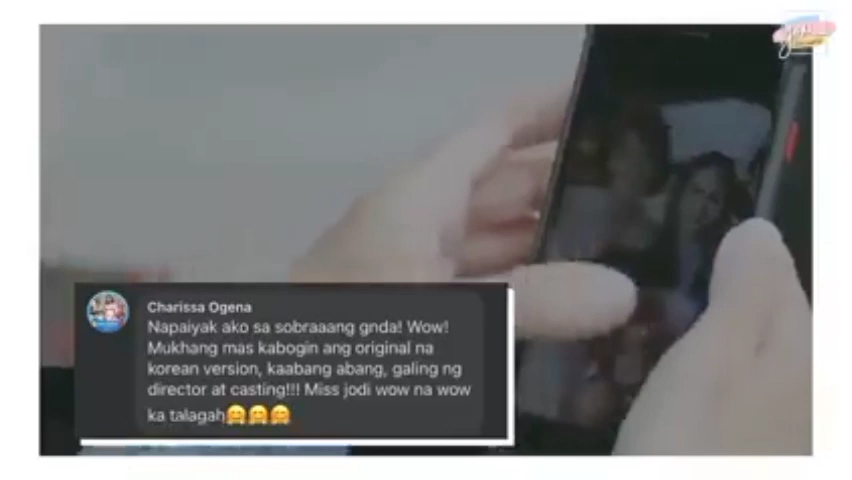 Charissa Ogena
Napaiyak ako sa sobraaang gnda! Wow!
Mukhang mas kabogin ang original na
korean version, kaabang abang, galing ng
director at casting!!! Miss jodi wow na wow
ka talagah🤗🤗🤗